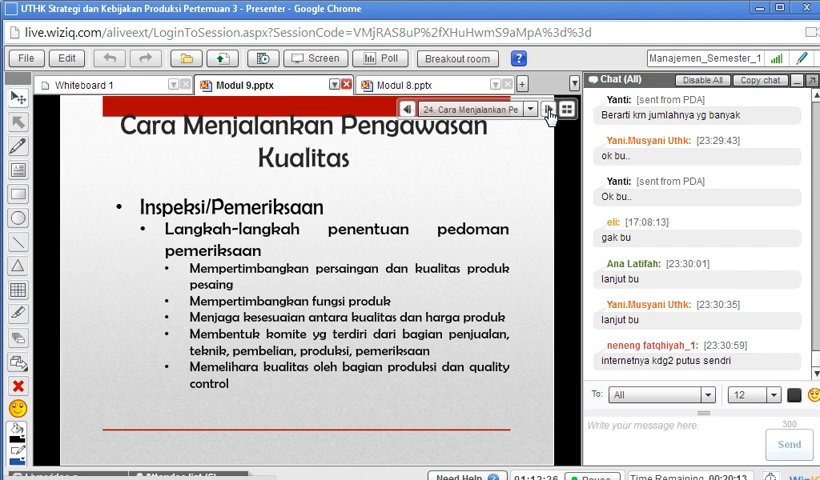 UTHK Strategi dan Kebijakan Produksi Pertemuan 3 - Presenter - Google Chrome
live.wiziq.com/aliveext/LoginToSession.aspx?SessionCode=VMjRAS8uP%2fXHuHwmS9aMpA%3d%3d
File Edit Screen Poll Breakout room ? Manajemen_Semester_1
Whiteboard 1 Modul 9.pptx Modul 8.pptx
24. Cara Menjalankan Pe
Cara Menjalankan Pengawasan
Kualitas
• Inspeksi/Pemeriksaan
• Langkah-langkah penentuan pedoman
pemeriksaan
• Mempertimbangkan persaingan dan kualitas produk
pesaing
• Mempertimbangkan fungsi produk
• Menjaga kesesuaian antara kualitas dan harga produk
• Membentuk komite yg terdiri dari bagian penjualan,
teknik, pembelian, produksi, pemeriksaan
• Memelihara kualitas oleh bagian produksi dan quality
control
Chat (All) Disable All Copy chat
Yanti: [sent from PDA]
Berarti krn jumlahnya yg banyak
Yani.Musyani Uthk: [23:29:43]
ok bu..
Yanti: [sent from PDA]
Ok bu..
eli: [17:08:13]
gak bu
Ana Latifah: [23:30:01]
lanjut bu
Yani.Musyani Uthk: [23:30:35]
lanjut bu
neneng fatqhiyah_1: [23:30:59]
internetnya kdg2 putus sendri
To: All 12
Write your message here. 300
Send
Need Help ? 01:12:26 Pause Time Remaining 00:20:13